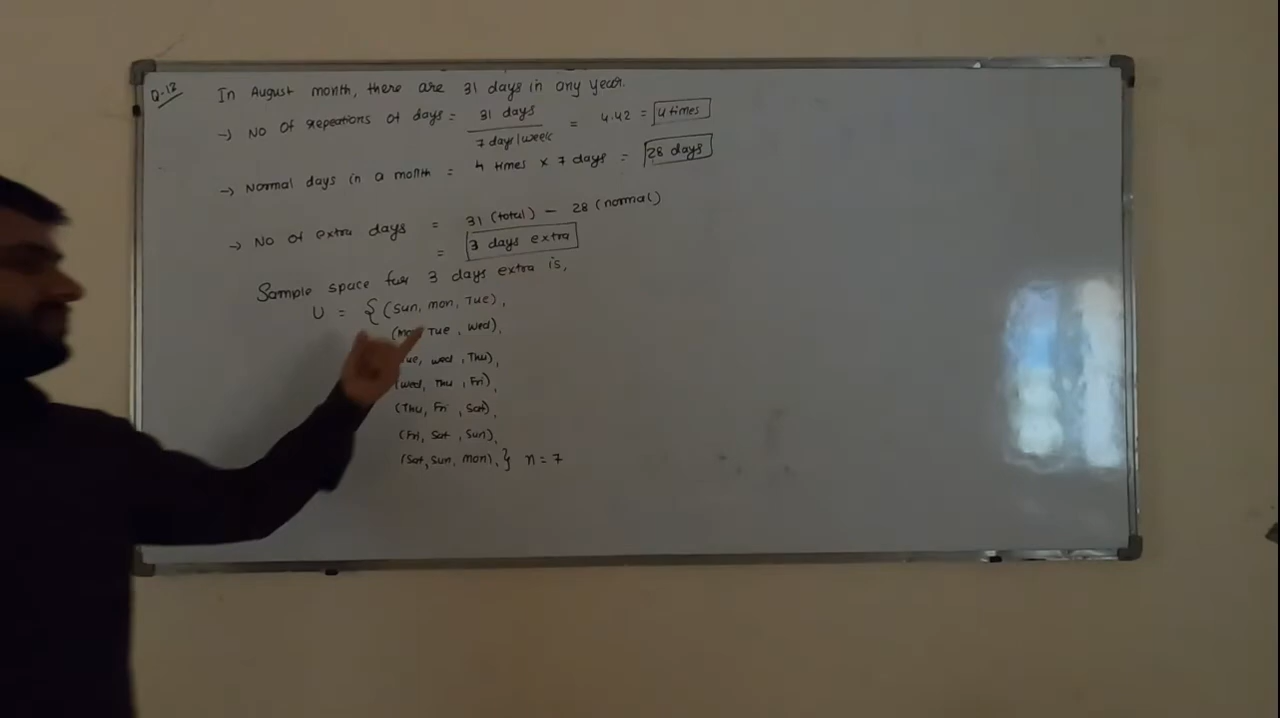 Q.12 In August month, there are 31 days in any year.
→ No of repeations of days = 31 days / 7 days/week = 4.42 = 4 times
→ Normal days in a month = 4 times × 7 days = 28 days
→ No of extra days = 31 (total) - 28 (normal)
= 3 days extra
Sample space for 3 days extra is,
U = { (Sun, mon, Tue),
Tue, wed),
wed, Thu),
(wed, Thu, Fri),
(Thu, Fri, Sat),
(Fri, Sat, Sun),
(Sat, Sun, mon), } n = 7